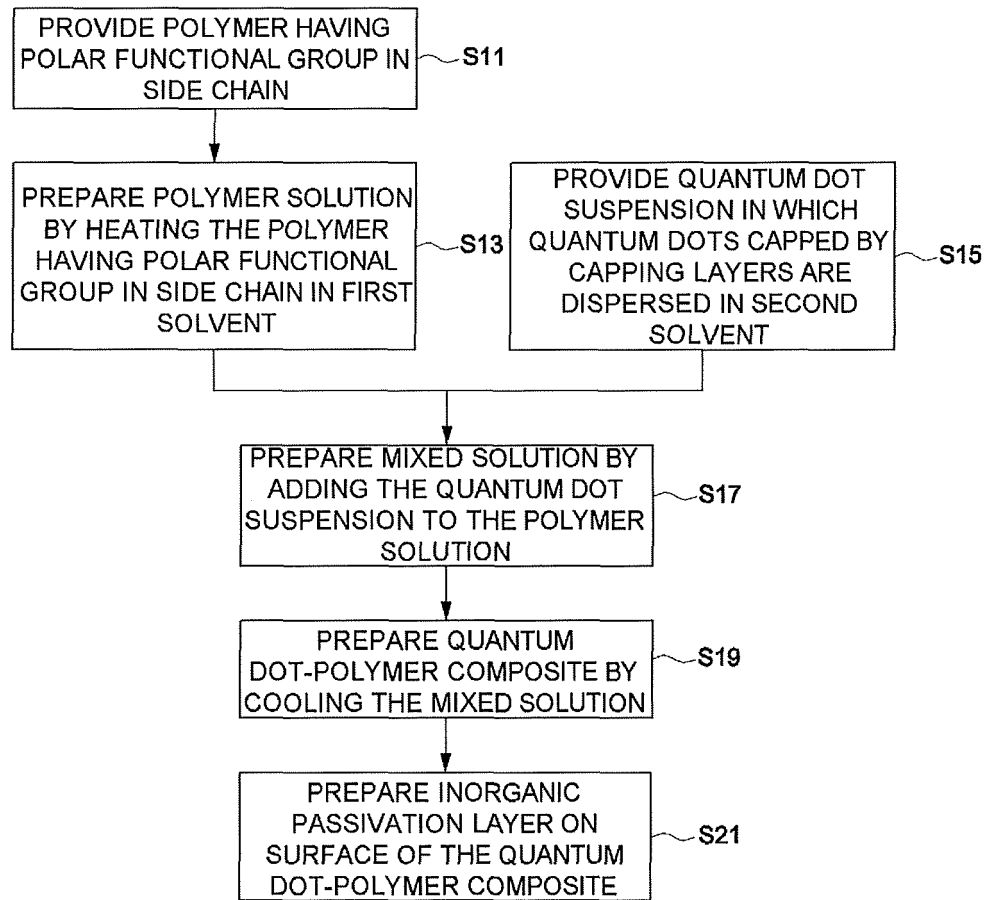 PROVIDE POLYMER HAVING
POLAR FUNCTIONAL GROUP IN
SIDE CHAIN
S11
PREPARE POLYMER SOLUTION
BY HEATING THE POLYMER
HAVING POLAR FUNCTIONAL
GROUP IN SIDE CHAIN IN FIRST
SOLVENT
S13
PROVIDE QUANTUM DOT
SUSPENSION IN WHICH
QUANTUM DOTS CAPPED BY
CAPPING LAYERS ARE
DISPERSED IN SECOND
SOLVENT
S15
PREPARE MIXED SOLUTION BY
ADDING THE QUANTUM DOT
SUSPENSION TO THE POLYMER
SOLUTION
S17
PREPARE QUANTUM
DOT-POLYMER COMPOSITE BY
COOLING THE MIXED SOLUTION
S19
PREPARE INORGANIC
PASSIVATION LAYER ON
SURFACE OF THE QUANTUM
DOT-POLYMER COMPOSITE
S21